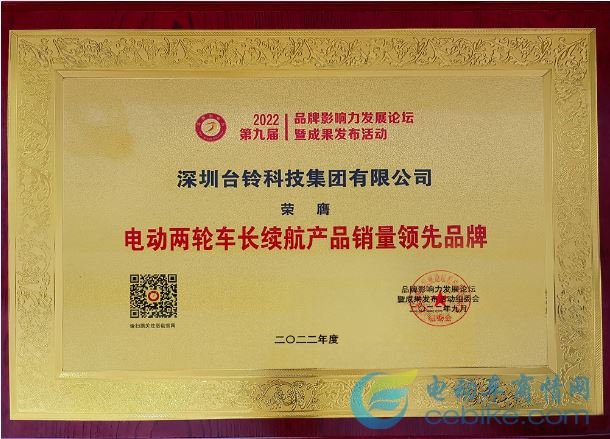 2022
第九届
品牌影响力发展论坛
暨成果发布活动
深圳台铃科技集团有限公司
荣 膺
电动两轮车长续航产品销量领先品牌
品牌影响力发展论坛
暨成果发布活动组委会
二〇二二年九月
组委会
二〇二二年度
电动车商情网
cebike.com